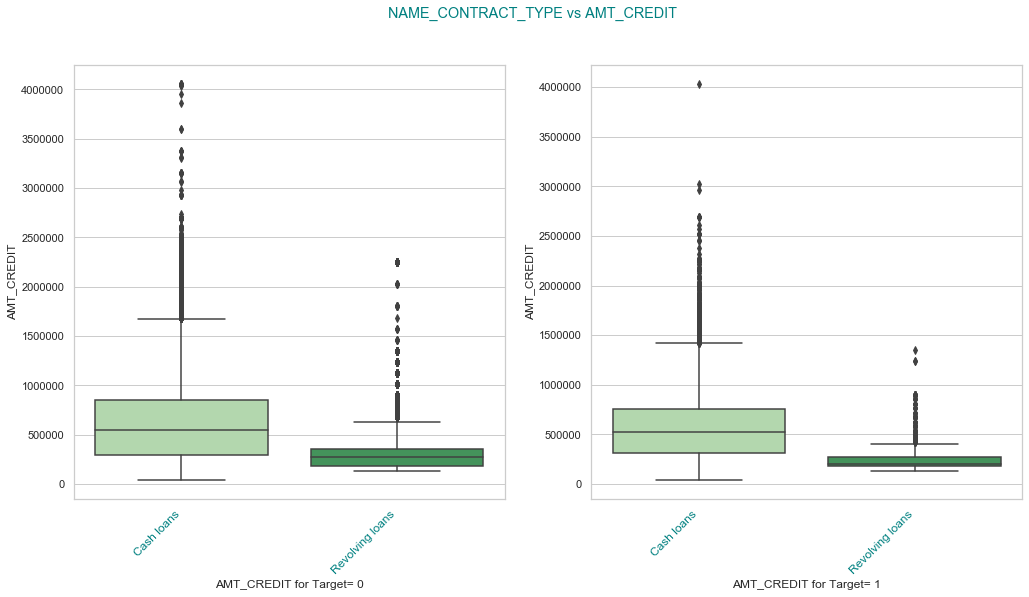 NAME_CONTRACT_TYPE vs AMT_CREDIT
4000000
3500000
3000000
2500000
2000000
1500000
1000000
500000
0
AMT_CREDIT
Cash loans
Revolving loans
AMT_CREDIT for Target= 0
4000000
3500000
3000000
2500000
2000000
1500000
1000000
500000
0
AMT_CREDIT
Cash loans
Revolving loans
AMT_CREDIT for Target= 1